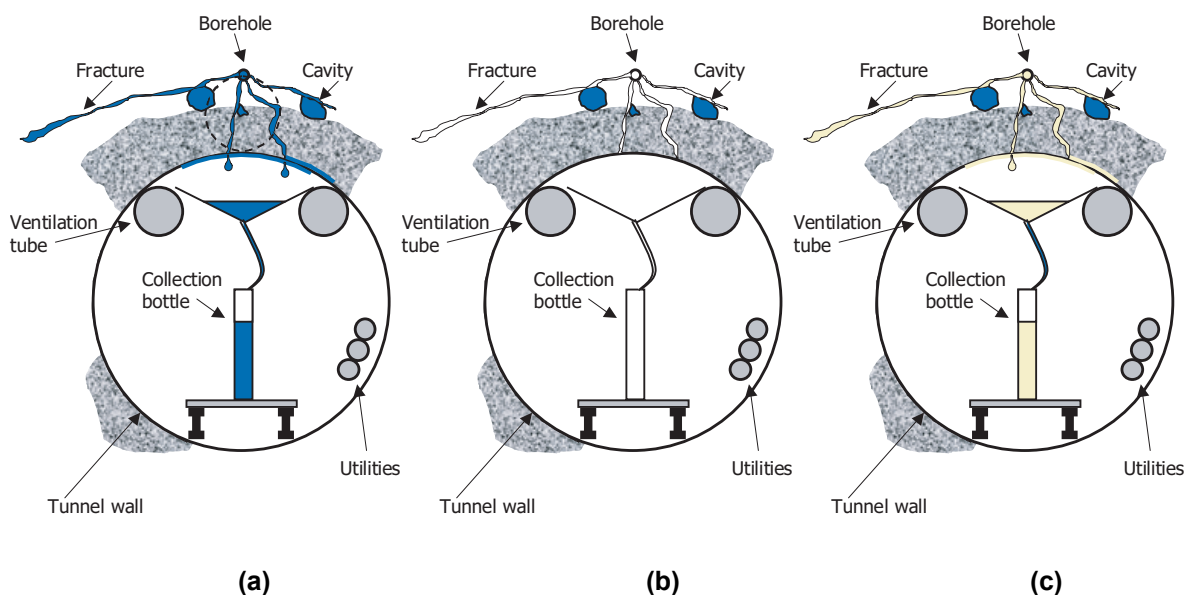 (a)
Borehole
Fracture
Cavity
Ventilation
tube
Collection
bottle
Utilities
Tunnel wall
(b)
Borehole
Fracture
Cavity
Ventilation
tube
Collection
bottle
Utilities
Tunnel wall
(c)
Borehole
Fracture
Cavity
Ventilation
tube
Collection
bottle
Utilities
Tunnel wall